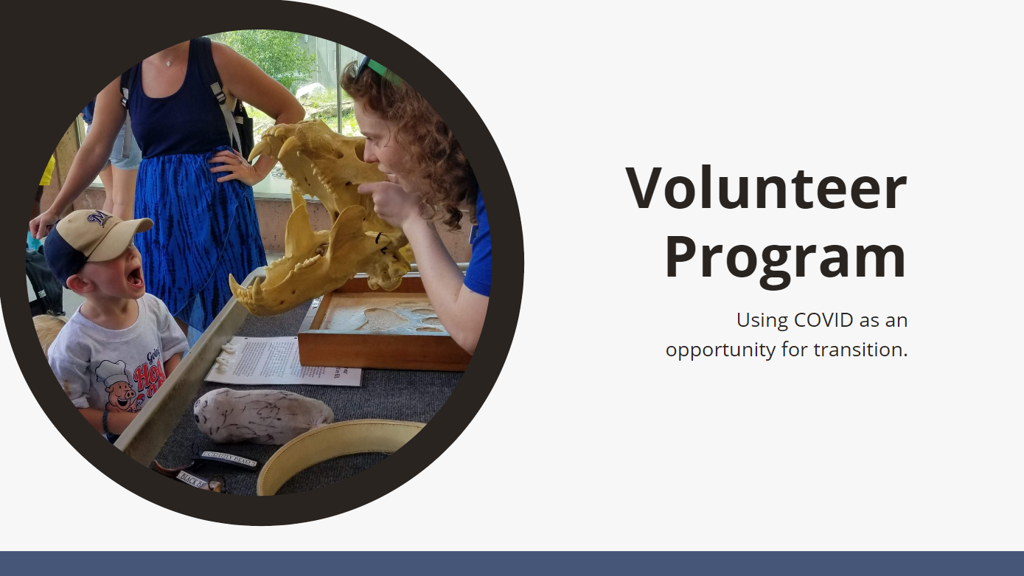 Volunteer
Program
Using COVID as an
opportunity for transition.
M